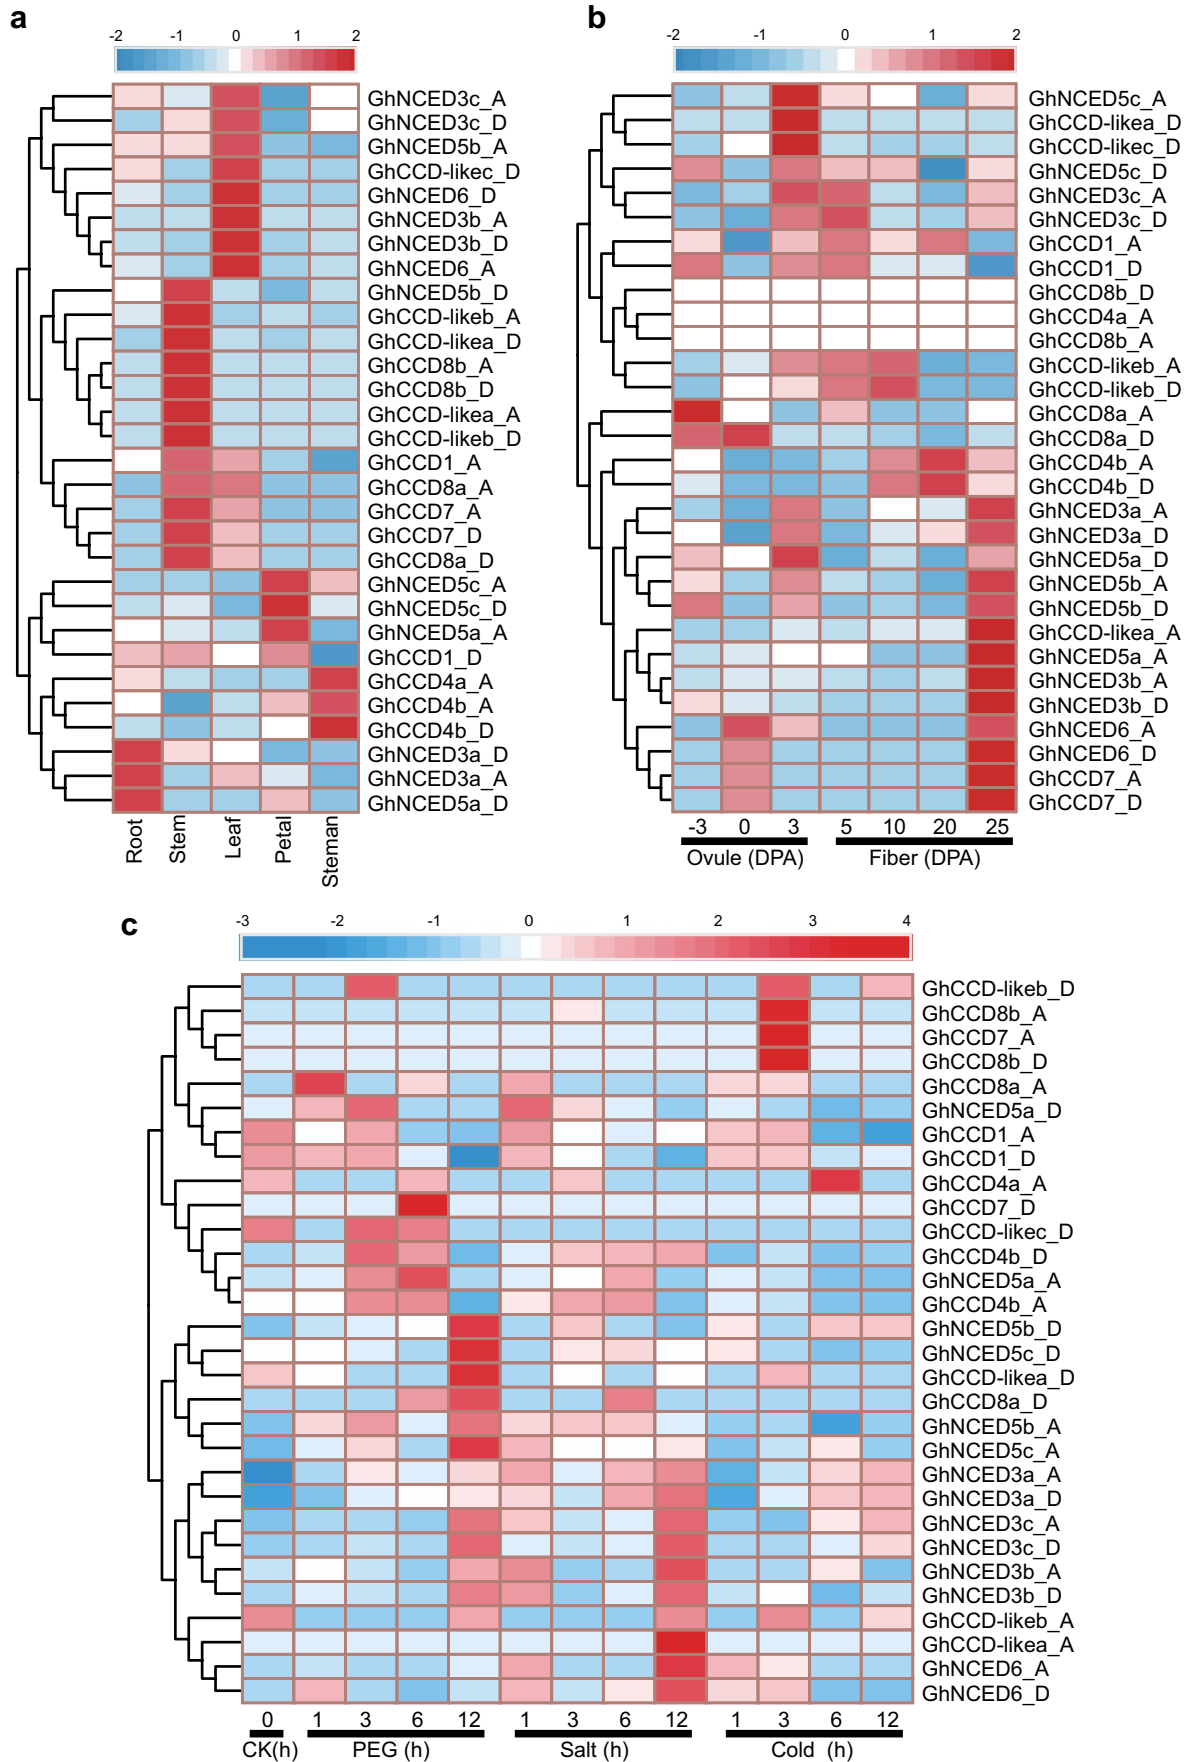 a
-2 -1 0 1 2
GhNCED3c_A
GhNCED3c_D
GhNCED5b_A
GhCCD-likec_D
GhNCED6_D
GhNCED3b_A
GhNCED3b_D
GhNCED6_A
GhNCED5b_D
GhCCD-likeb_A
GhCCD-likea_D
GhCCD8b_A
GhCCD8b_D
GhCCD-likea_A
GhCCD-likeb_D
GhCCD1_A
GhCCD8a_A
GhCCD7_A
GhCCD7_D
GhCCD8a_D
GhNCED5c_A
GhNCED5c_D
GhNCED5a_A
GhCCD1_D
GhCCD4a_A
GhCCD4b_A
GhCCD4b_D
GhNCED3a_D
GhNCED3a_A
GhNCED5a_D
Root Stem Leaf Petal Steman
b
-2 -1 0 1 2
GhNCED5c_A
GhCCD-likea_D
GhCCD-likec_D
GhNCED5c_D
GhNCED3c_A
GhNCED3c_D
GhCCD1_A
GhCCD1_D
GhCCD8b_D
GhCCD4a_A
GhCCD8b_A
GhCCD-likeb_A
GhCCD-likeb_D
GhCCD8a_A
GhCCD8a_D
GhCCD4b_A
GhCCD4b_D
GhNCED3a_A
GhNCED3a_D
GhNCED5a_D
GhNCED5b_A
GhNCED5b_D
GhCCD-likea_A
GhNCED5a_A
GhNCED3b_A
GhNCED3b_D
GhNCED6_A
GhNCED6_D
GhCCD7_A
GhCCD7_D
-3 0 3 5 10 20 25
Ovule (DPA) Fiber (DPA)
c
-3 -2 -1 0 1 2 3 4
GhCCD-likeb_D
GhCCD8b_A
GhCCD7_A
GhCCD8b_D
GhCCD8a_A
GhNCED5a_D
GhCCD1_A
GhCCD1_D
GhCCD4a_A
GhCCD7_D
GhCCD-likec_D
GhCCD4b_D
GhNCED5a_A
GhCCD4b_A
GhNCED5b_D
GhNCED5c_D
GhCCD-likea_D
GhCCD8a_D
GhNCED5b_A
GhNCED5c_A
GhNCED3a_A
GhNCED3a_D
GhNCED3c_A
GhNCED3c_D
GhNCED3b_A
GhNCED3b_D
GhCCD-likeb_A
GhCCD-likea_A
GhNCED6_A
GhNCED6_D
0 1 3 6 12 1 3 6 12 1 3 6 12
CK(h) PEG (h) Salt (h) Cold (h)